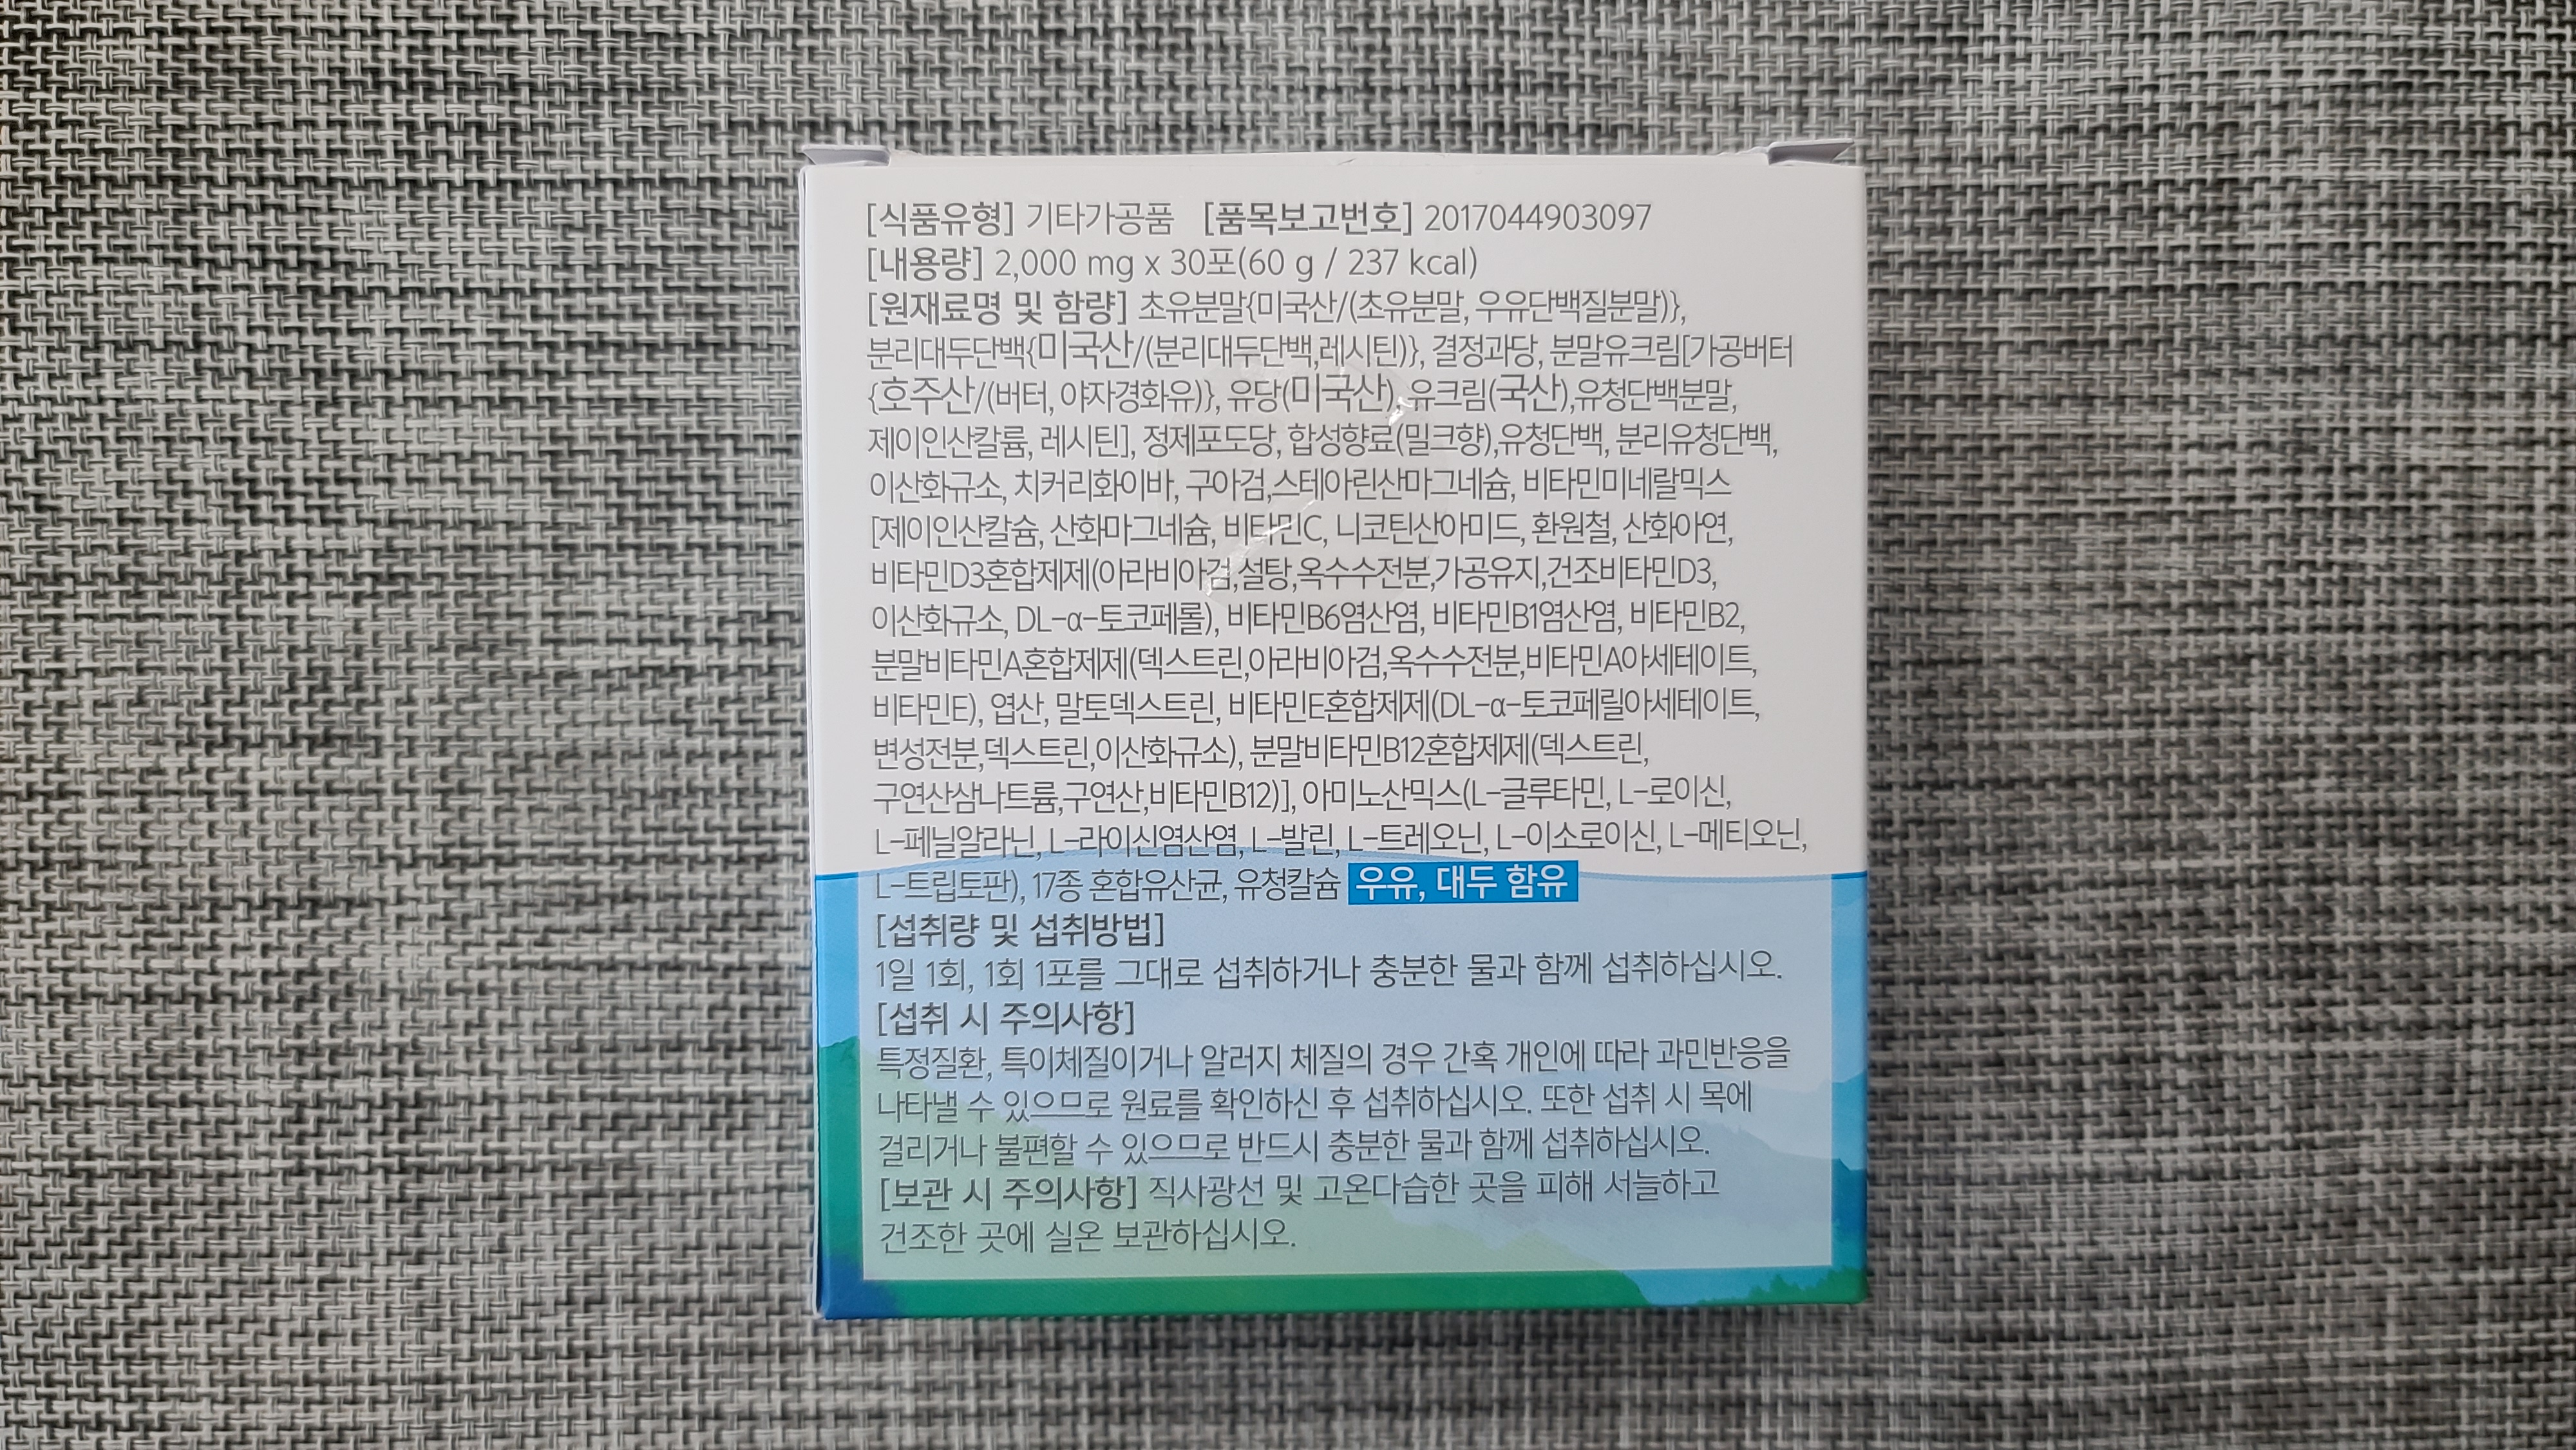 [식품유형] 기타가공품 [품목보고번호] 2017044903097
[내용량] 2,000 mg x 30포(60 g / 237 kcal)
[원재료명 및 함량] 초유분말{미국산/(초유분말, 우유단백질분말)},
분리대두단백{미국산/(분리대두단백,레시틴)}, 결정과당, 분말유크림[가공버터
{호주산/(버터, 야자경화유)}, 유당(미국산), 유크림(국산),유청단백분말,
제이인산칼륨, 레시틴], 정제포도당, 합성향료(밀크향),유청단백, 분리유청단백,
이산화규소, 치커리화이바, 구아검,스테아린산마그네슘, 비타민미네랄믹스
[제이인산칼슘, 산화마그네슘, 비타민C, 니코틴산아미드, 환원철, 산화아연,
비타민D3혼합제제(아라비아검,설탕,옥수수전분,가공유지,건조비타민D3,
이산화규소, DL-α-토코페롤), 비타민B6염산염, 비타민B1염산염, 비타민B2,
분말비타민A혼합제제(덱스트린,아라비아검,옥수수전분,비타민A아세테이트,
비타민E), 엽산, 말토덱스트린, 비타민E혼합제제(DL-α-토코페릴아세테이트,
변성전분,덱스트린,이산화규소), 분말비타민B12혼합제제(덱스트린,
구연산삼나트륨,구연산,비타민B12)], 아미노산믹스(L-글루타민, L-로이신,
L-페닐알라닌, L-라이신염산염, L-발린, L-트레오닌, L-이소로이신, L-메티오닌,
L-트립토판), 17종 혼합유산균, 유청칼슘 우유, 대두 함유
[섭취량 및 섭취방법]
1일 1회, 1회 1포를 그대로 섭취하거나 충분한 물과 함께 섭취하십시오.
[섭취 시 주의사항]
특정질환, 특이체질이거나 알러지 체질의 경우 간혹 개인에 따라 과민반응을
나타낼 수 있으므로 원료를 확인하신 후 섭취하십시오. 또한 섭취 시 목에
걸리거나 불편할 수 있으므로 반드시 충분한 물과 함께 섭취하십시오.
[보관 시 주의사항] 직사광선 및 고온다습한 곳을 피해 서늘하고
건조한 곳에 실온 보관하십시오.